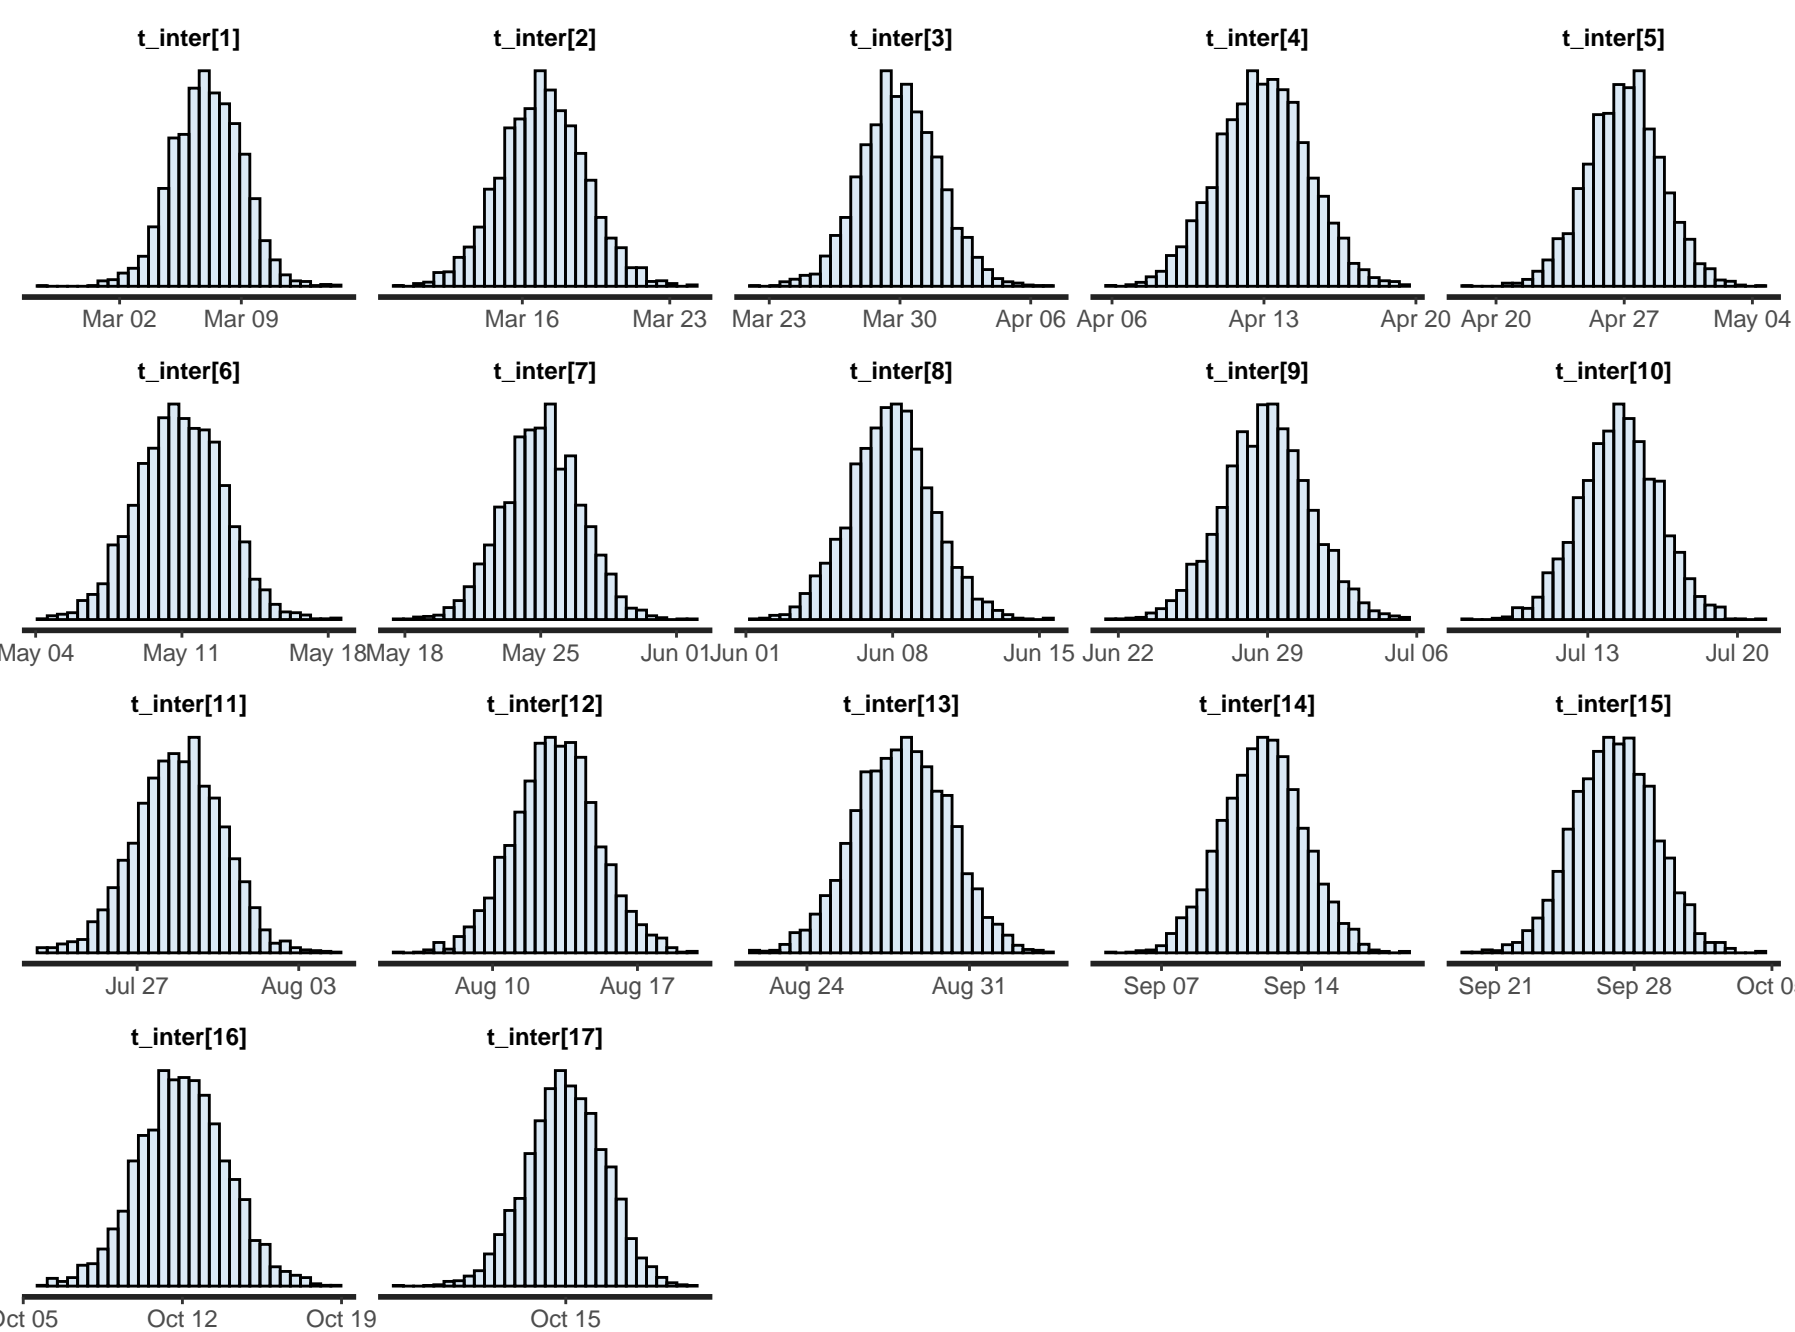 t_inter[1] t_inter[2] t_inter[3] t_inter[4] t_inter[5]
Mar 02 Mar 09 Mar 16 Mar 23 Mar 23 Mar 30 Apr 06 Apr 06 Apr 13 Apr 20 Apr 20 Apr 27 May 04
t_inter[6] t_inter[7] t_inter[8] t_inter[9] t_inter[10]
May 04 May 11 May 18 May 18 May 25 Jun 01 Jun 01 Jun 08 Jun 15 Jun 22 Jun 29 Jul 06 Jul 13 Jul 20
t_inter[11] t_inter[12] t_inter[13] t_inter[14] t_inter[15]
Jul 27 Aug 03 Aug 10 Aug 17 Aug 24 Aug 31 Sep 07 Sep 14 Sep 21 Sep 28 Oct
t_inter[16] t_inter[17]
Oct 05 Oct 12 Oct 19 Oct 15